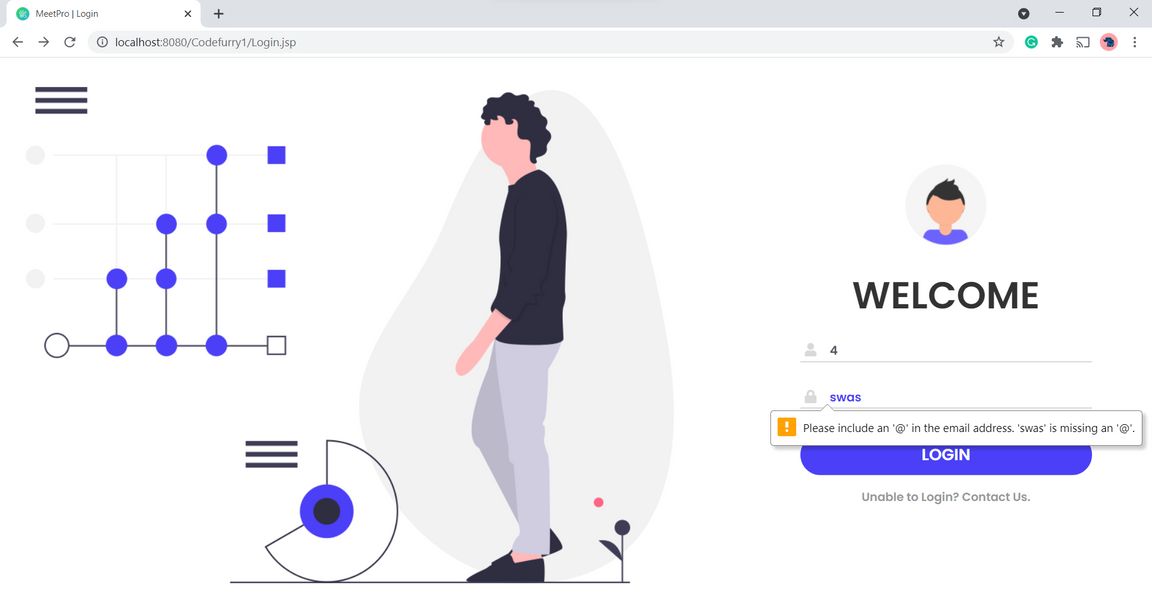 MeetPro | Login
localhost:8080/Codefurry1/Login.jsp
WELCOME
4
swas
Please include an '@' in the email address. 'swas' is missing an '@'.
LOGIN
Unable to Login? Contact Us.